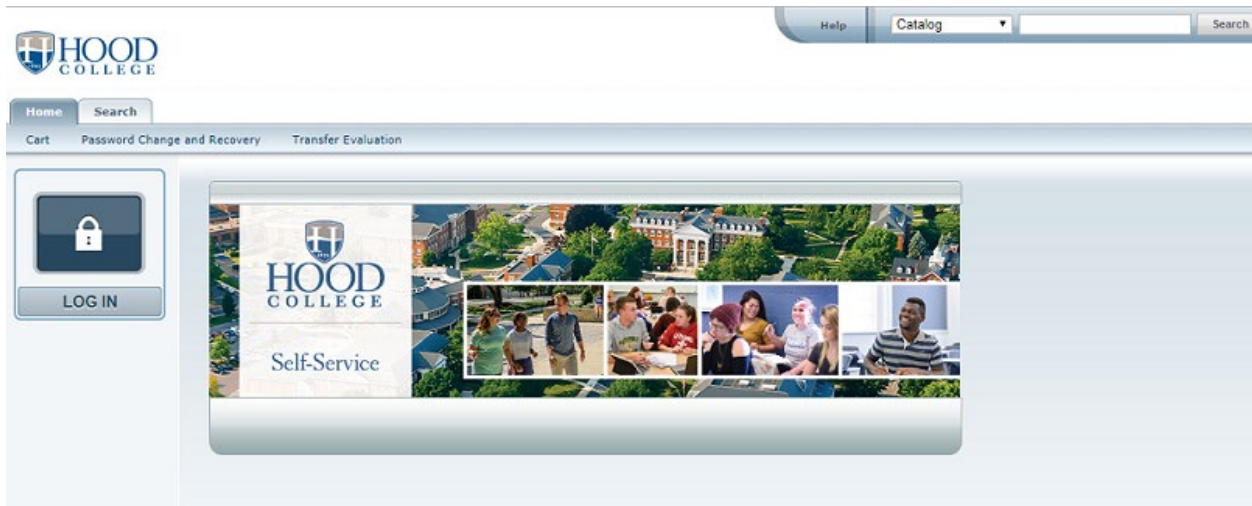 Help Catalog Search
HOOD
COLLEGE
Home Search
Cart Password Change and Recovery Transfer Evaluation
LOG IN
H
HOOD
COLLEGE
Self-Service